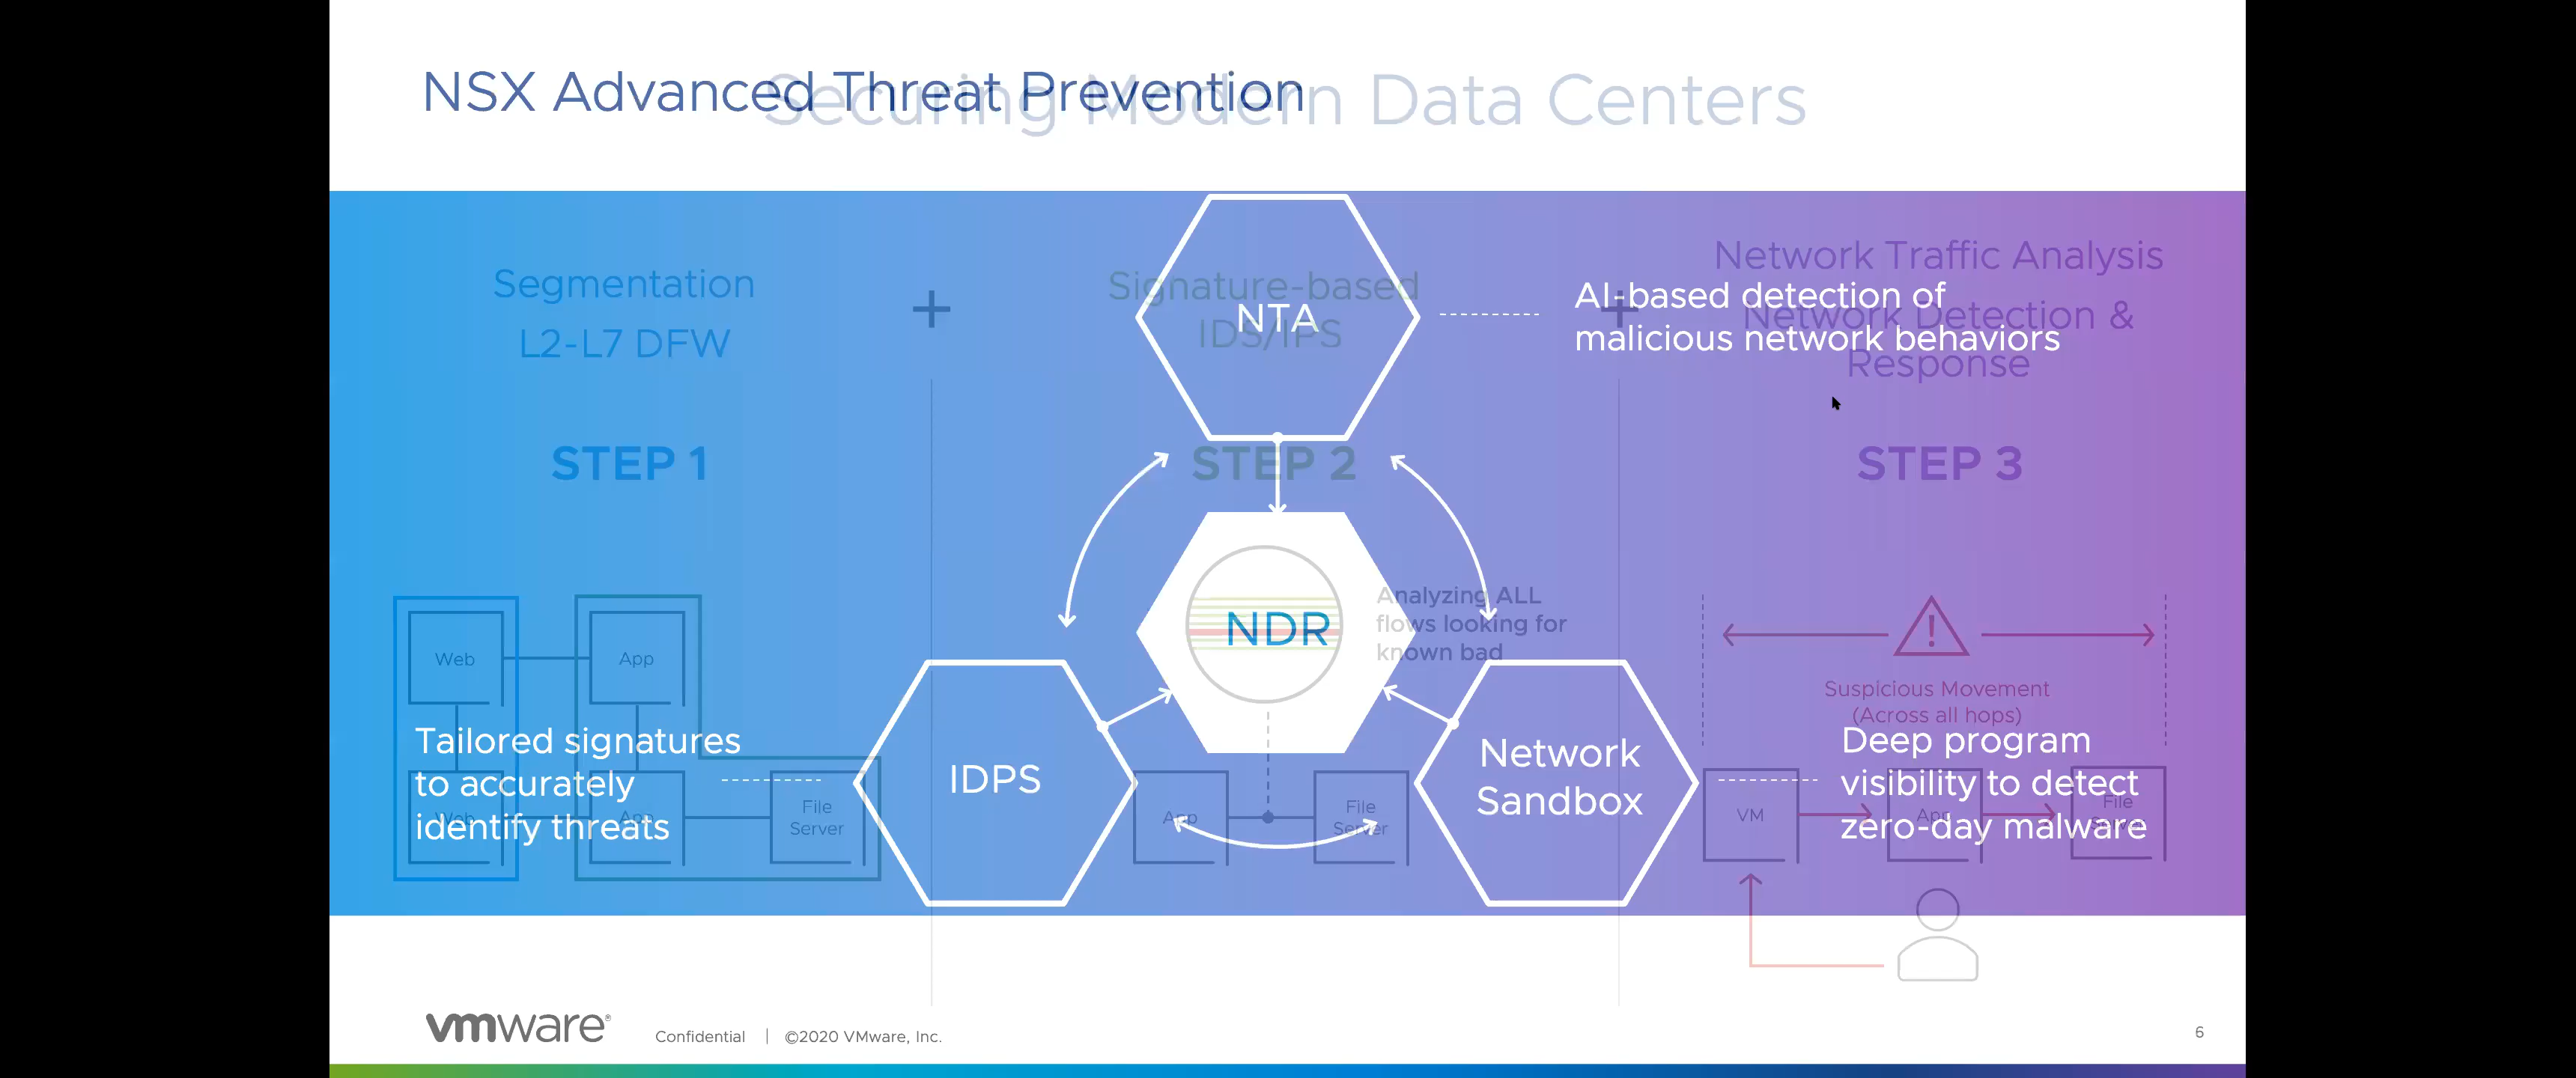 NSX Advanced Threat Prevention
Securing Modern Data Centers
Segmentation
L2-L7 DFW
+
Signature-based
IDS/IPS
+
Network Traffic Analysis
Network Detection &
Response
NTA
AI-based detection of
malicious network behaviors
STEP 1
STEP 2
STEP 3
NDR
Analyzing ALL
flows looking for
known bad
Web
App
Web
App
File
Server
Tailored signatures
to accurately
identify threats
IDPS
App
File
Server
Network
Sandbox
Suspicious Movement
(Across all hops)
VM
App
File
Server
Deep program
visibility to detect
zero-day malware
vmware®
Confidential | ©2020 VMware, Inc.
6